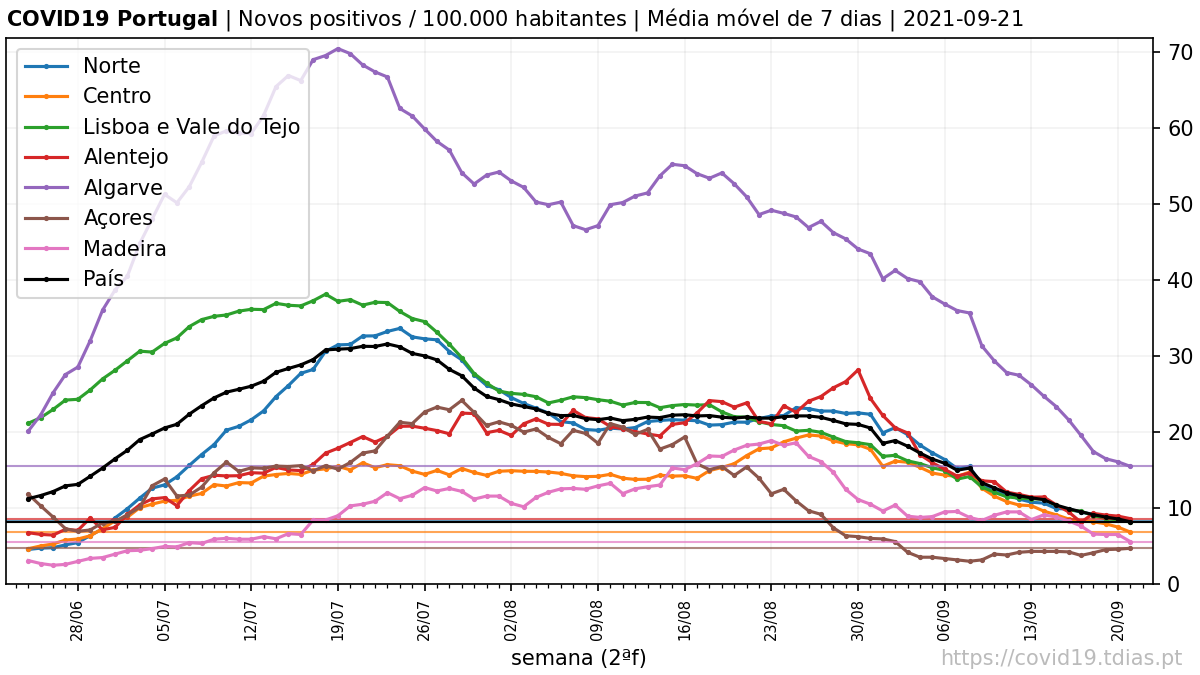 COVID19 Portugal | Novos positivos / 100.000 habitantes | Média móvel de 7 dias | 2021-09-21
Norte
Centro
Lisboa e Vale do Tejo
Alentejo
Algarve
Açores
Madeira
País
70
60
50
40
30
20
10
0
28/06
05/07
12/07
19/07
26/07
02/08
09/08
16/08
23/08
30/08
06/09
13/09
20/09
semana (2ªf)
https://covid19.tdias.pt